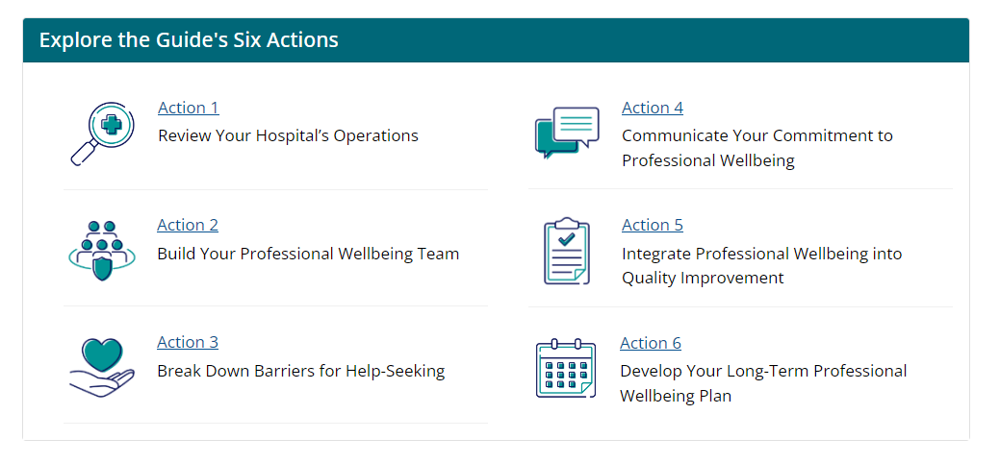 Explore the Guide's Six Actions
Action 1
Review Your Hospital’s Operations
Action 2
Build Your Professional Wellbeing Team
Action 3
Break Down Barriers for Help-Seeking
Action 4
Communicate Your Commitment to
Professional Wellbeing
Action 5
Integrate Professional Wellbeing into
Quality Improvement
Action 6
Develop Your Long-Term Professional
Wellbeing Plan